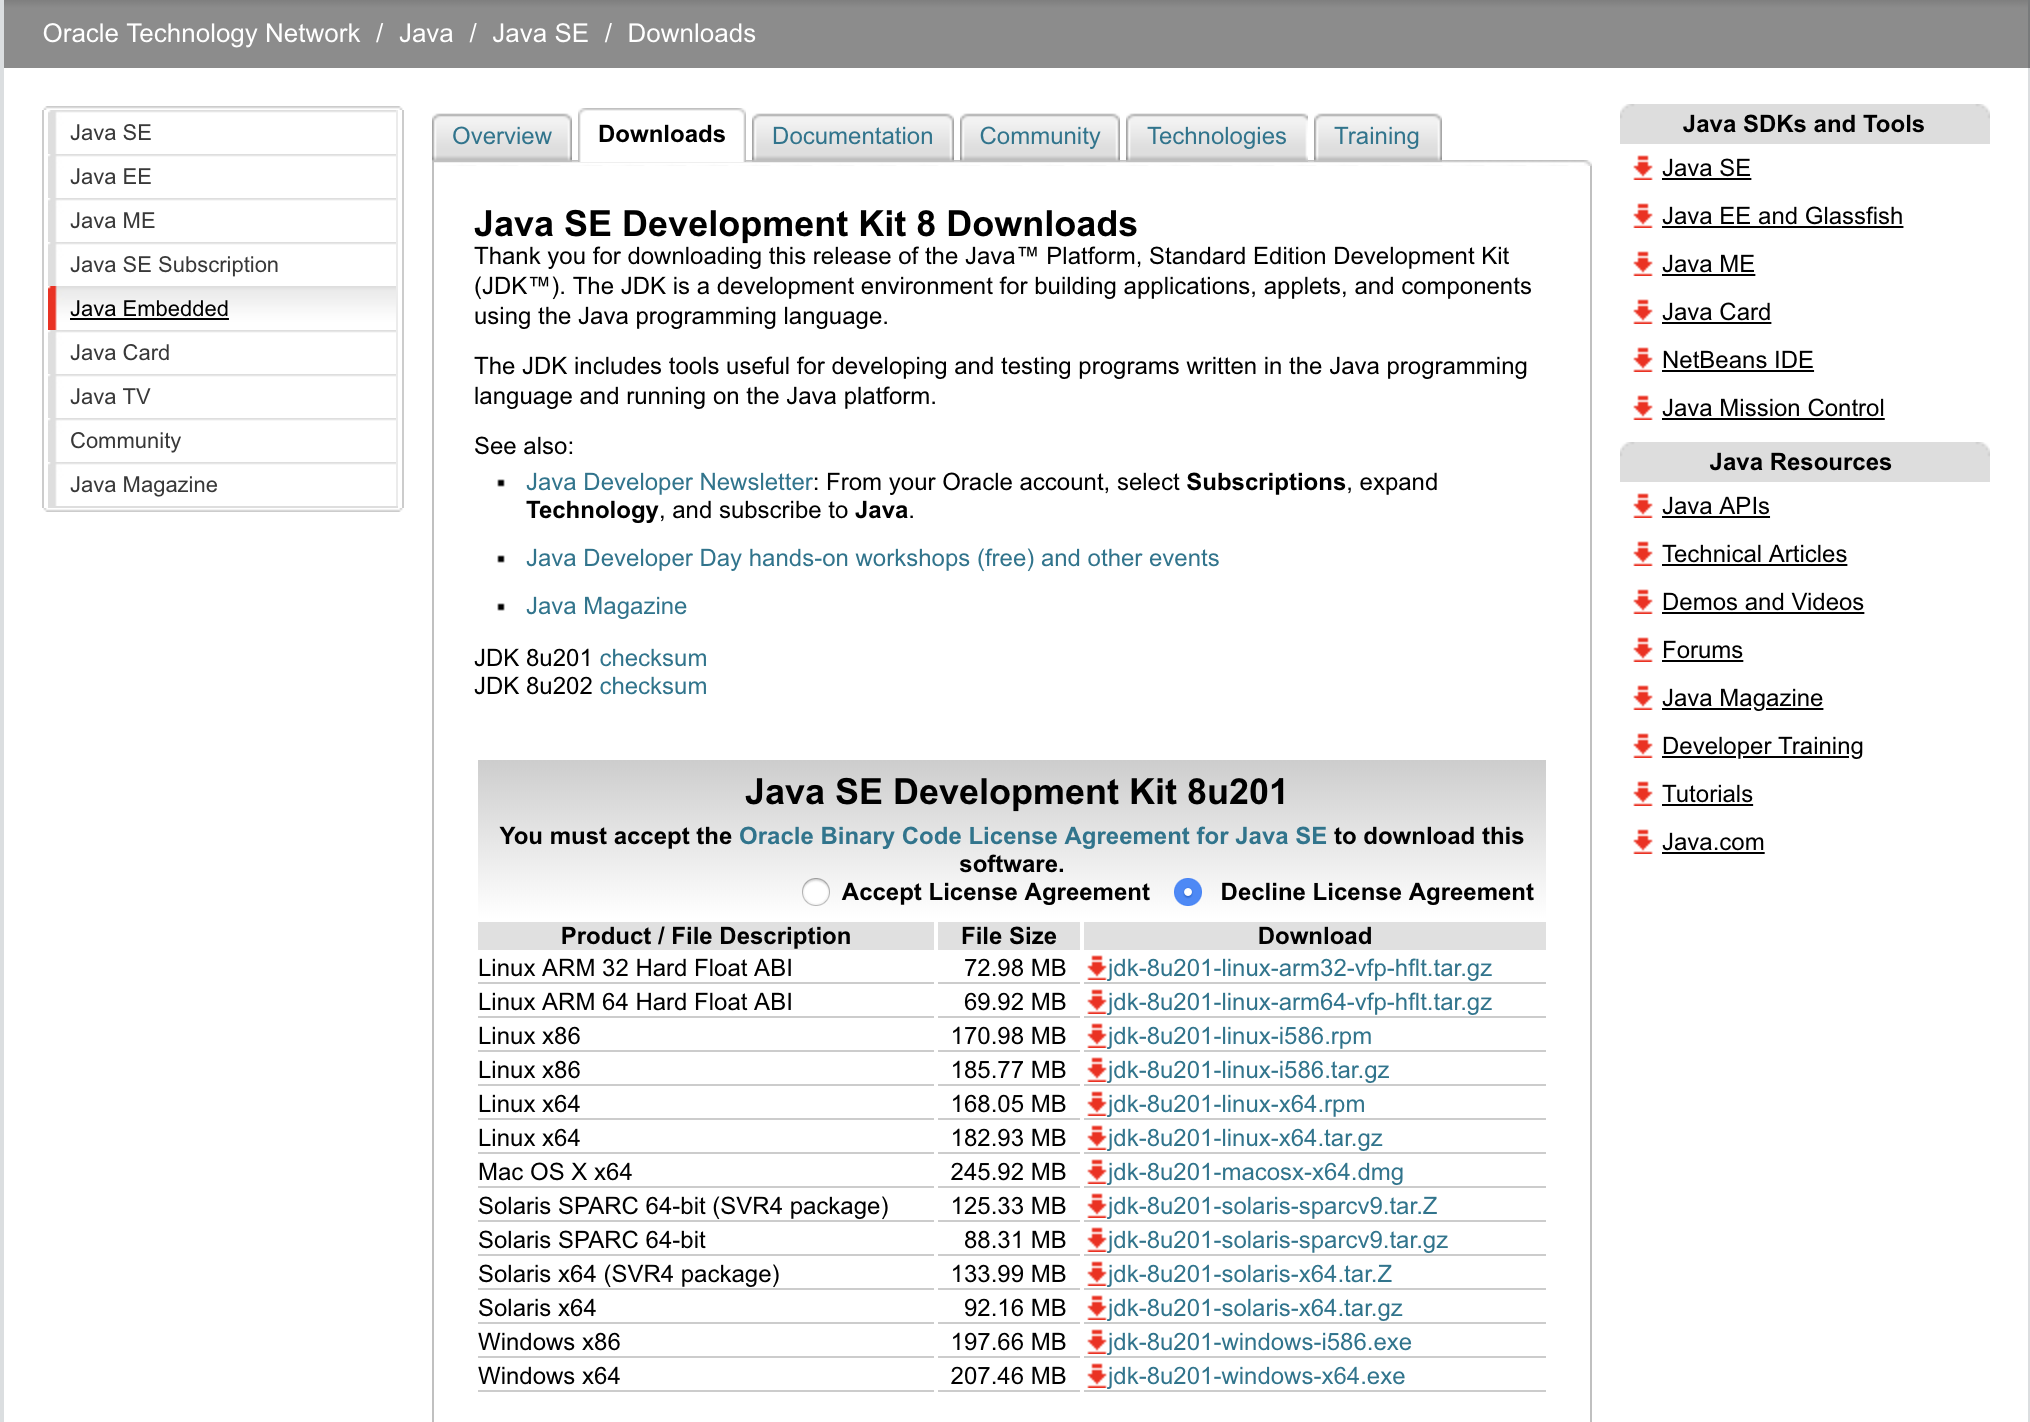 Oracle Technology Network / Java / Java SE / Downloads
Java SE
Java EE
Java ME
Java SE Subscription
Java Embedded
Java Card
Java TV
Community
Java Magazine
Overview
Downloads
Documentation
Community
Technologies
Training
Java SE Development Kit 8 Downloads
Thank you for downloading this release of the Java™ Platform, Standard Edition Development Kit
(JDK™). The JDK is a development environment for building applications, applets, and components
using the Java programming language.
The JDK includes tools useful for developing and testing programs written in the Java programming
language and running on the Java platform.
See also:
Java Developer Newsletter: From your Oracle account, select Subscriptions, expand
Technology, and subscribe to Java.
Java Developer Day hands-on workshops (free) and other events
Java Magazine
JDK 8u201 checksum
JDK 8u202 checksum
Java SE Development Kit 8u201
You must accept the Oracle Binary Code License Agreement for Java SE to download this
software.
Accept License Agreement Decline License Agreement
Product / File Description File Size Download
Linux ARM 32 Hard Float ABI 72.98 MB jdk-8u201-linux-arm32-vfp-hflt.tar.gz
Linux ARM 64 Hard Float ABI 69.92 MB jdk-8u201-linux-arm64-vfp-hflt.tar.gz
Linux x86 170.98 MB jdk-8u201-linux-i586.rpm
Linux x86 185.77 MB jdk-8u201-linux-i586.tar.gz
Linux x64 168.05 MB jdk-8u201-linux-x64.rpm
Linux x64 182.93 MB jdk-8u201-linux-x64.tar.gz
Mac OS X x64 245.92 MB jdk-8u201-macosx-x64.dmg
Solaris SPARC 64-bit (SVR4 package) 125.33 MB jdk-8u201-solaris-sparcv9.tar.Z
Solaris SPARC 64-bit 88.31 MB jdk-8u201-solaris-sparcv9.tar.gz
Solaris x64 (SVR4 package) 133.99 MB jdk-8u201-solaris-x64.tar.Z
Solaris x64 92.16 MB jdk-8u201-solaris-x64.tar.gz
Windows x86 197.66 MB jdk-8u201-windows-i586.exe
Windows x64 207.46 MB jdk-8u201-windows-x64.exe
Java SDKs and Tools
Java SE
Java EE and Glassfish
Java ME
Java Card
NetBeans IDE
Java Mission Control
Java Resources
Java APIs
Technical Articles
Demos and Videos
Forums
Java Magazine
Developer Training
Tutorials
Java.com